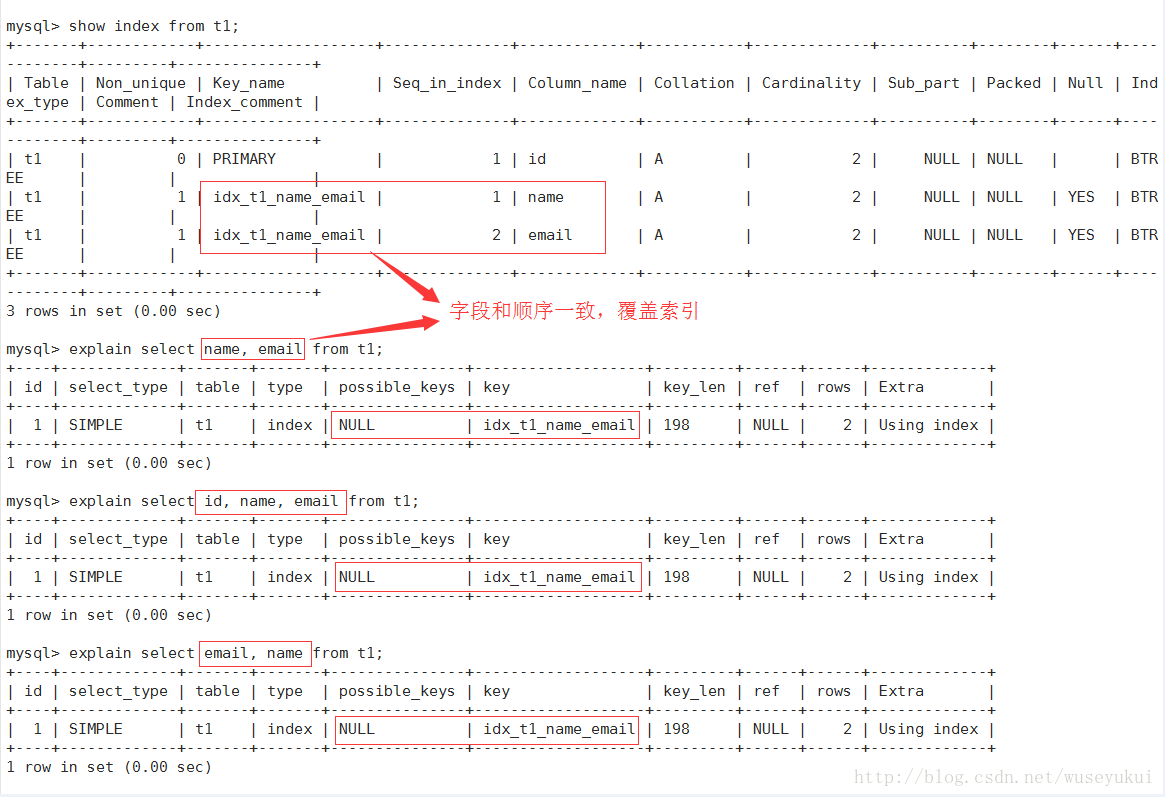 mysql> show index from t1;
+-------+------------+-------------------+--------------+-------------+-----------+-------------+----------+--------+------+----
--------+---------+---------------+
| Table | Non_unique | Key_name          | Seq_in_index | Column_name | Collation | Cardinality | Sub_part | Packed | Null | Ind
ex_type | Comment | Index_comment |
+-------+------------+-------------------+--------------+-------------+-----------+-------------+----------+--------+------+----
--------+---------+---------------+
| t1    |          0 | PRIMARY           |            1 | id          | A         |           2 |     NULL | NULL   |      | BTR
EE      |         |               |
| t1    |          1 | idx_t1_name_email |            1 | name        | A         |           2 |     NULL | NULL   | YES  | BTR
EE      |         |               |
| t1    |          1 | idx_t1_name_email |            2 | email       | A         |           2 |     NULL | NULL   | YES  | BTR
EE      |         |               |
+-------+------------+-------------------+--------------+-------------+-----------+-------------+----------+--------+------+----
--------+---------+---------------+
3 rows in set (0.00 sec)
字段和顺序一致，覆盖索引
mysql> explain select name, email from t1;
+----+-------------+-------+-------+---------------+-------------------+---------+------+------+-------------+
| id | select_type | table | type  | possible_keys | key               | key_len | ref  | rows | Extra       |
+----+-------------+-------+-------+---------------+-------------------+---------+------+------+-------------+
|  1 | SIMPLE      | t1    | index | NULL          | idx_t1_name_email | 198     | NULL |    2 | Using index |
+----+-------------+-------+-------+---------------+-------------------+---------+------+------+-------------+
1 row in set (0.00 sec)
mysql> explain select id, name, email from t1;
+----+-------------+-------+-------+---------------+-------------------+---------+------+------+-------------+
| id | select_type | table | type  | possible_keys | key               | key_len | ref  | rows | Extra       |
+----+-------------+-------+-------+---------------+-------------------+---------+------+------+-------------+
|  1 | SIMPLE      | t1    | index | NULL          | idx_t1_name_email | 198     | NULL |    2 | Using index |
+----+-------------+-------+-------+---------------+-------------------+---------+------+------+-------------+
1 row in set (0.00 sec)
mysql> explain select email, name from t1;
+----+-------------+-------+-------+---------------+-------------------+---------+------+------+-------------+
| id | select_type | table | type  | possible_keys | key               | key_len | ref  | rows | Extra       |
+----+-------------+-------+-------+---------------+-------------------+---------+------+------+-------------+
|  1 | SIMPLE      | t1    | index | NULL          | idx_t1_name_email | 198     | NULL |    2 | Using index |
+----+-------------+-------+-------+---------------+-------------------+---------+------+------+-------------+
1 row in set (0.00 sec)
http://blog.csdn.net/wuseyukui